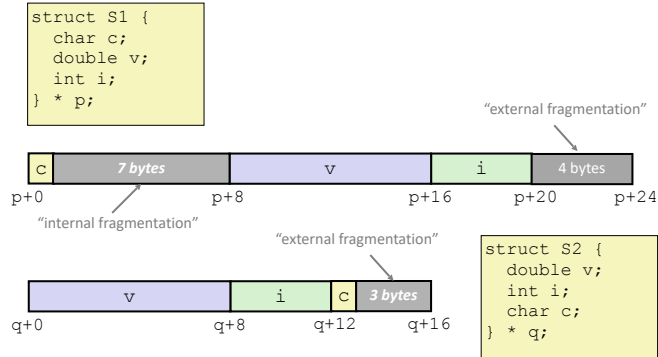 struct S1 {
char c;
double v;
int i;
} * p;
“external fragmentation”
c 7 bytes v i 4 bytes
p+0 p+8 p+16 p+20 p+24
“internal fragmentation”
“external fragmentation”
v i c 3 bytes
q+0 q+8 q+12 q+16
struct S2 {
double v;
int i;
char c;
} * q;